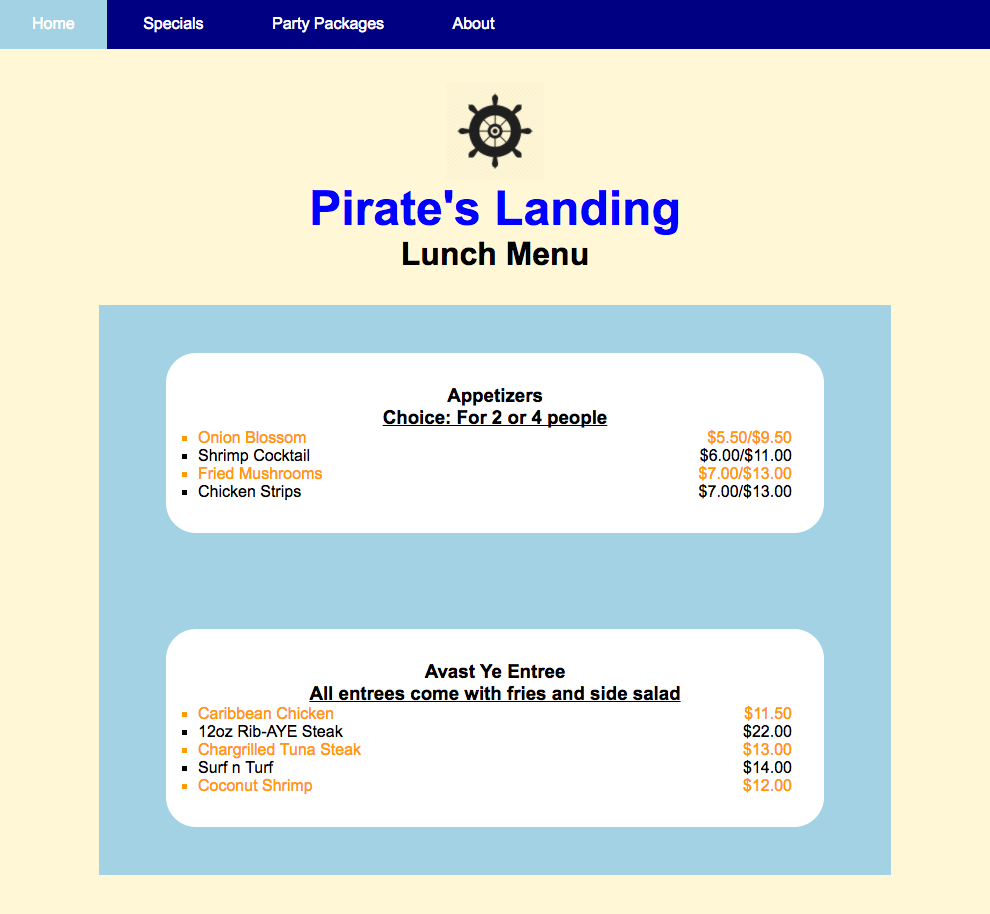 Home Specials Party Packages About
Pirate's Landing
Lunch Menu
Appetizers
Choice: For 2 or 4 people
Onion Blossom $5.50/$9.50
Shrimp Cocktail $6.00/$11.00
Fried Mushrooms $7.00/$13.00
Chicken Strips $7.00/$13.00
Avast Ye Entree
All entrees come with fries and side salad
Caribbean Chicken $11.50
12oz Rib-AYE Steak $22.00
Chargrilled Tuna Steak $13.00
Surf n Turf $14.00
Coconut Shrimp $12.00